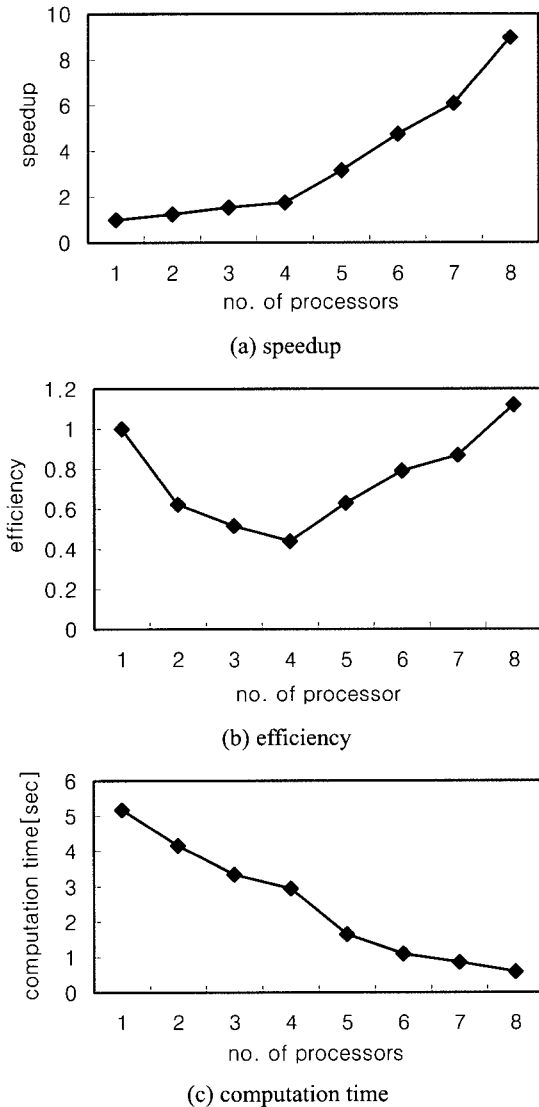 10
8
6
4
2
0
speedup
1 2 3 4 5 6 7 8
no. of processors
(a) speedup
1.2
1
0.8
0.6
0.4
0.2
0
efficiency
1 2 3 4 5 6 7 8
no. of processor
(b) efficiency
6
5
4
3
2
1
0
computation time[sec]
1 2 3 4 5 6 7 8
no. of processors
(c) computation time